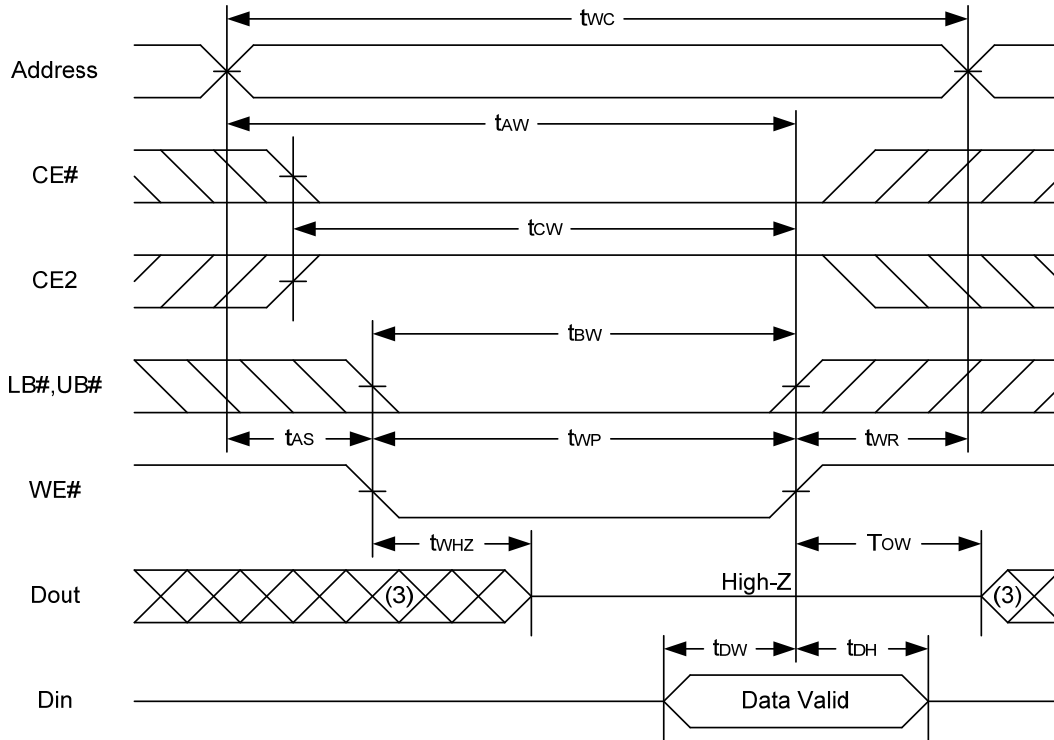 tWC
Address
tAW
CE#
tCW
CE2
tBW
LB#,UB#
tAS tWP tWR
WE#
tWHZ TOW
Dout (3) High-Z (3)
tDW tDH
Din Data Valid